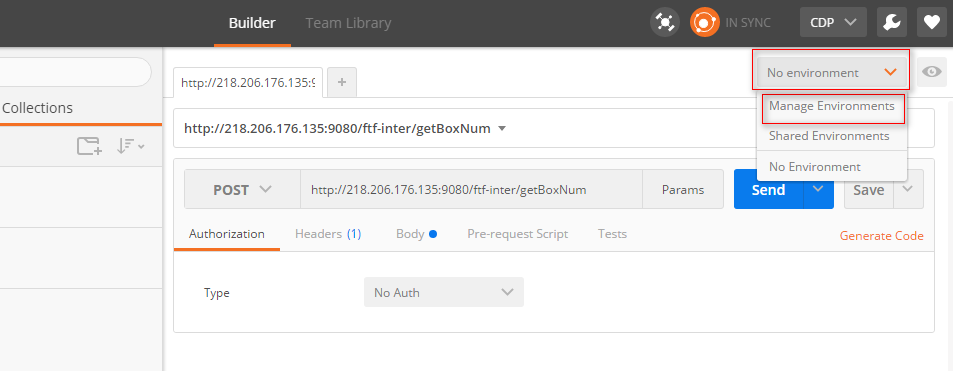 Builder Team Library IN SYNC CDP
http://218.206.176.135:9 + No environment
Collections Manage Environments
http://218.206.176.135:9080/ftf-inter/getBoxNum Shared Environments
No Environment
POST http://218.206.176.135:9080/ftf-inter/getBoxNum Params Send Save
Authorization Headers (1) Body Pre-request Script Tests Generate Code
Type No Auth